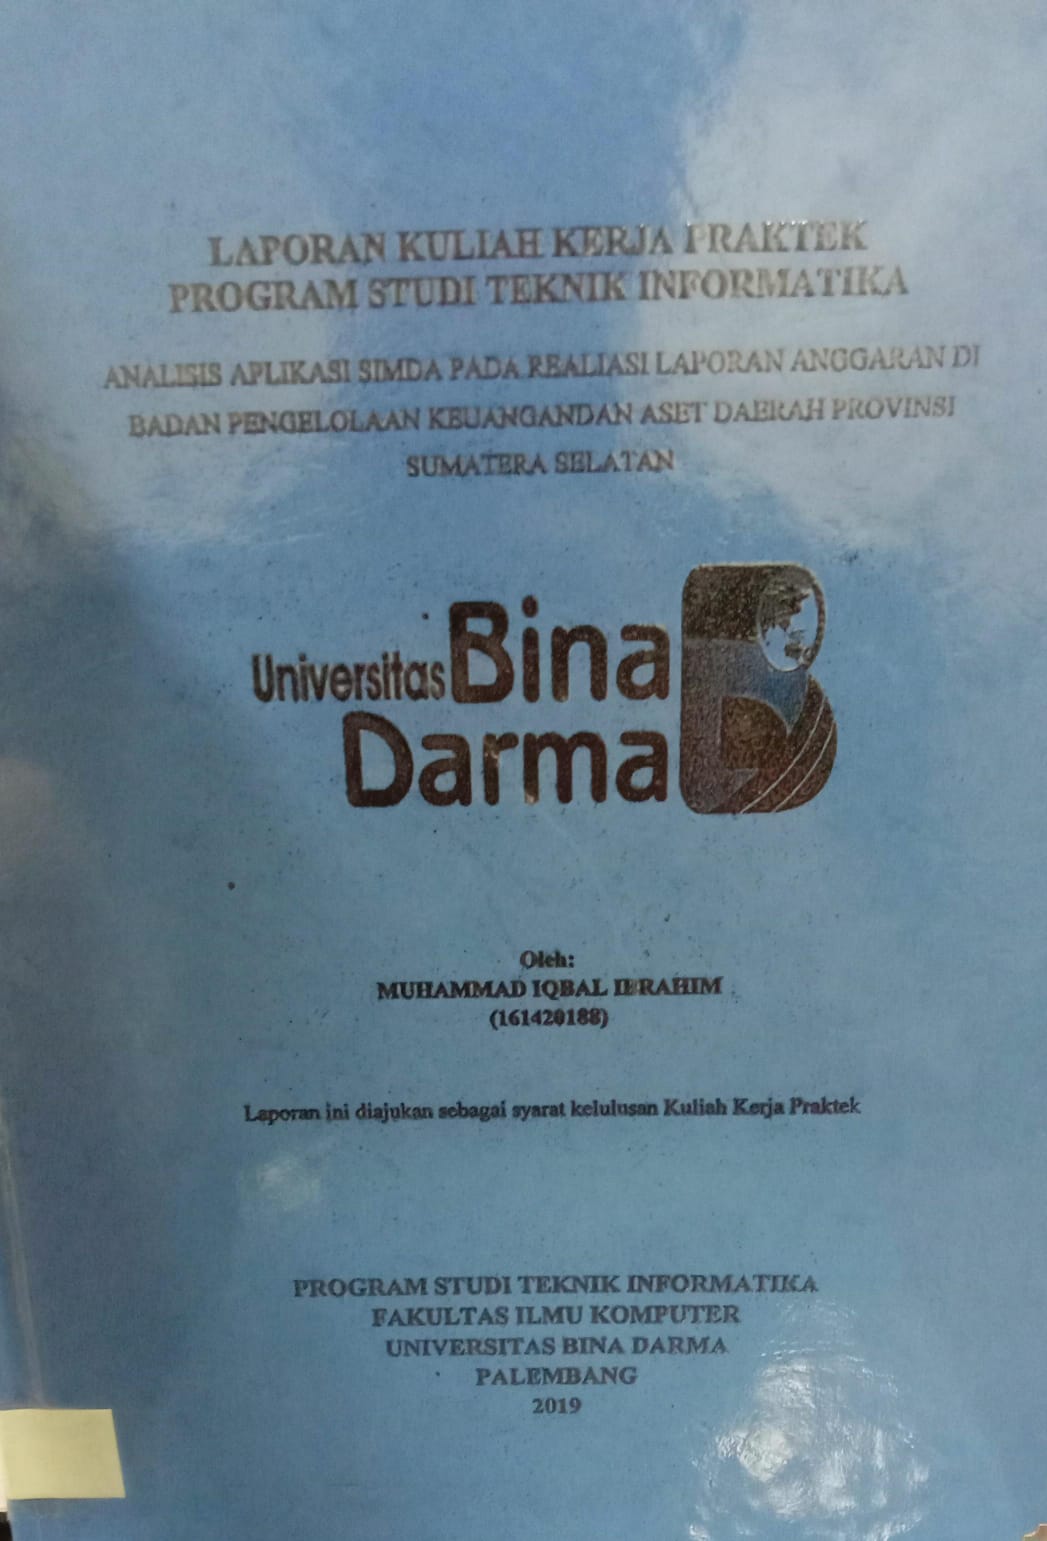 LAPORAN KULIAH KERJA PRAKTEK
PROGRAM STUDI TEKNIK INFORMATIKA
ANALISIS APLIKASI SIMDA PADA REALIASI LAPORAN ANGGARAN DI
BADAN PENGELOLAAN KEUANGANDAN ASET DAERAH PROVINSI
SUMATERA SELATAN
Universitas Bina
Darma
Oleh:
MUHAMMAD IQBAL IBRAHIM
(161420188)
Laporan ini diajukan sebagai syarat kelulusan Kuliah Kerja Praktek
PROGRAM STUDI TEKNIK INFORMATIKA
FAKULTAS ILMU KOMPUTER
UNIVERSITAS BINA DARMA
PALEMBANG
2019